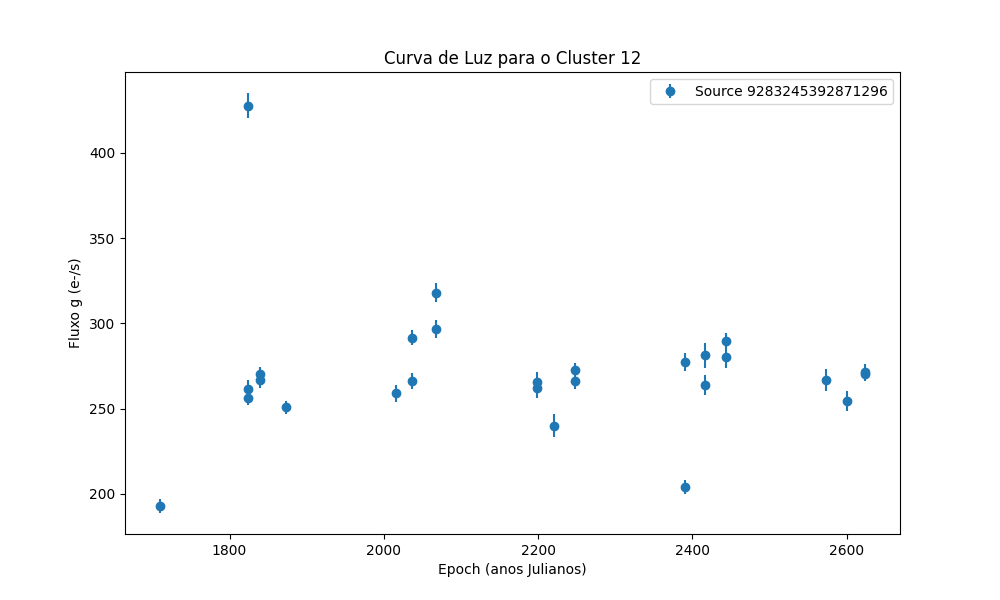 Curva de Luz para o Cluster 12
Source 9283245392871296
Fluxo g (e-/s)
400
350
300
250
200
1800
2000
2200
2400
2600
Epoch (anos Julianos)